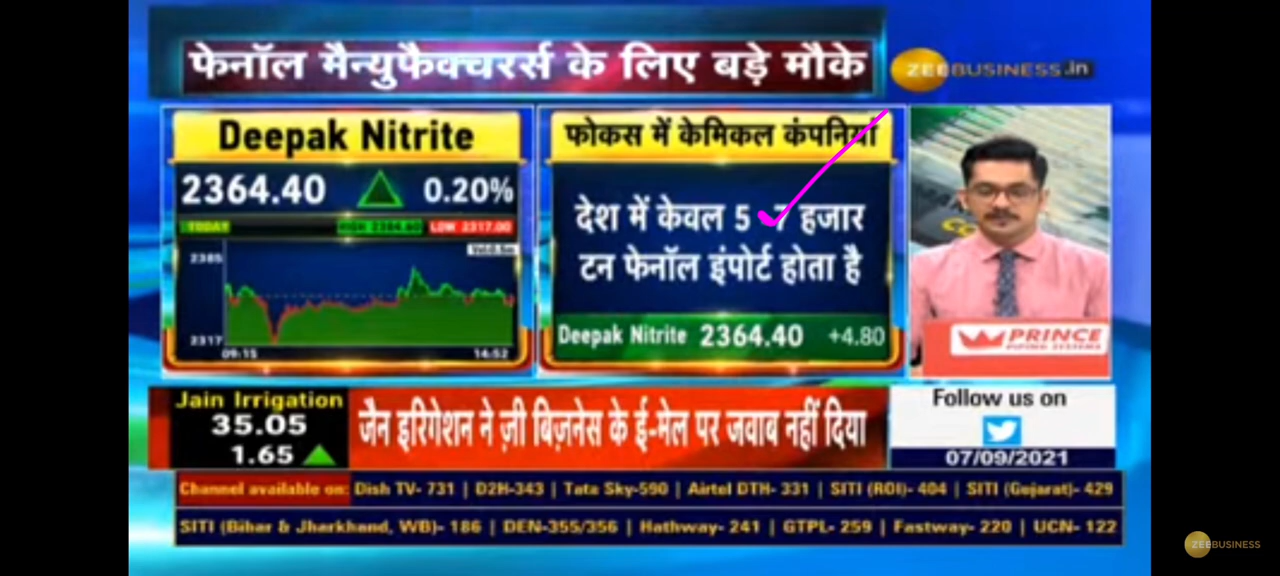 फेनॉल मैन्युफैक्चरर्स के लिए बड़े मौके
ZEEBUSINESS.in
Deepak Nitrite
2364.40 0.20%
TODAY LOW 2317.00
2385
2317
09:15 14:52
फोकस में केमिकल कंपनियां
देश में केवल 5 -7 हजार
टन फेनॉल इंपोर्ट होता है
Deepak Nitrite 2364.40 +4.80
PRINCE
PIPING SYSTEMS
Jain Irrigation
35.05
1.65
जैन इरिगेशन ने ज़ी बिज़नेस के ई-मेल पर जवाब नहीं दिया
Follow us on
07/09/2021
Channel available on: Dish TV- 731 | D2H-343 | Tata Sky-590 | Airtel DTH- 331 | SITI (ROI)- 404 | SITI (Gujarat)- 429
SITI (Bihar & Jharkhand, WB)- 186 | DEN-355/356 | Hathway- 241 | GTPL- 259 | Fastway- 220 | UCN- 122
ZEEBUSINESS